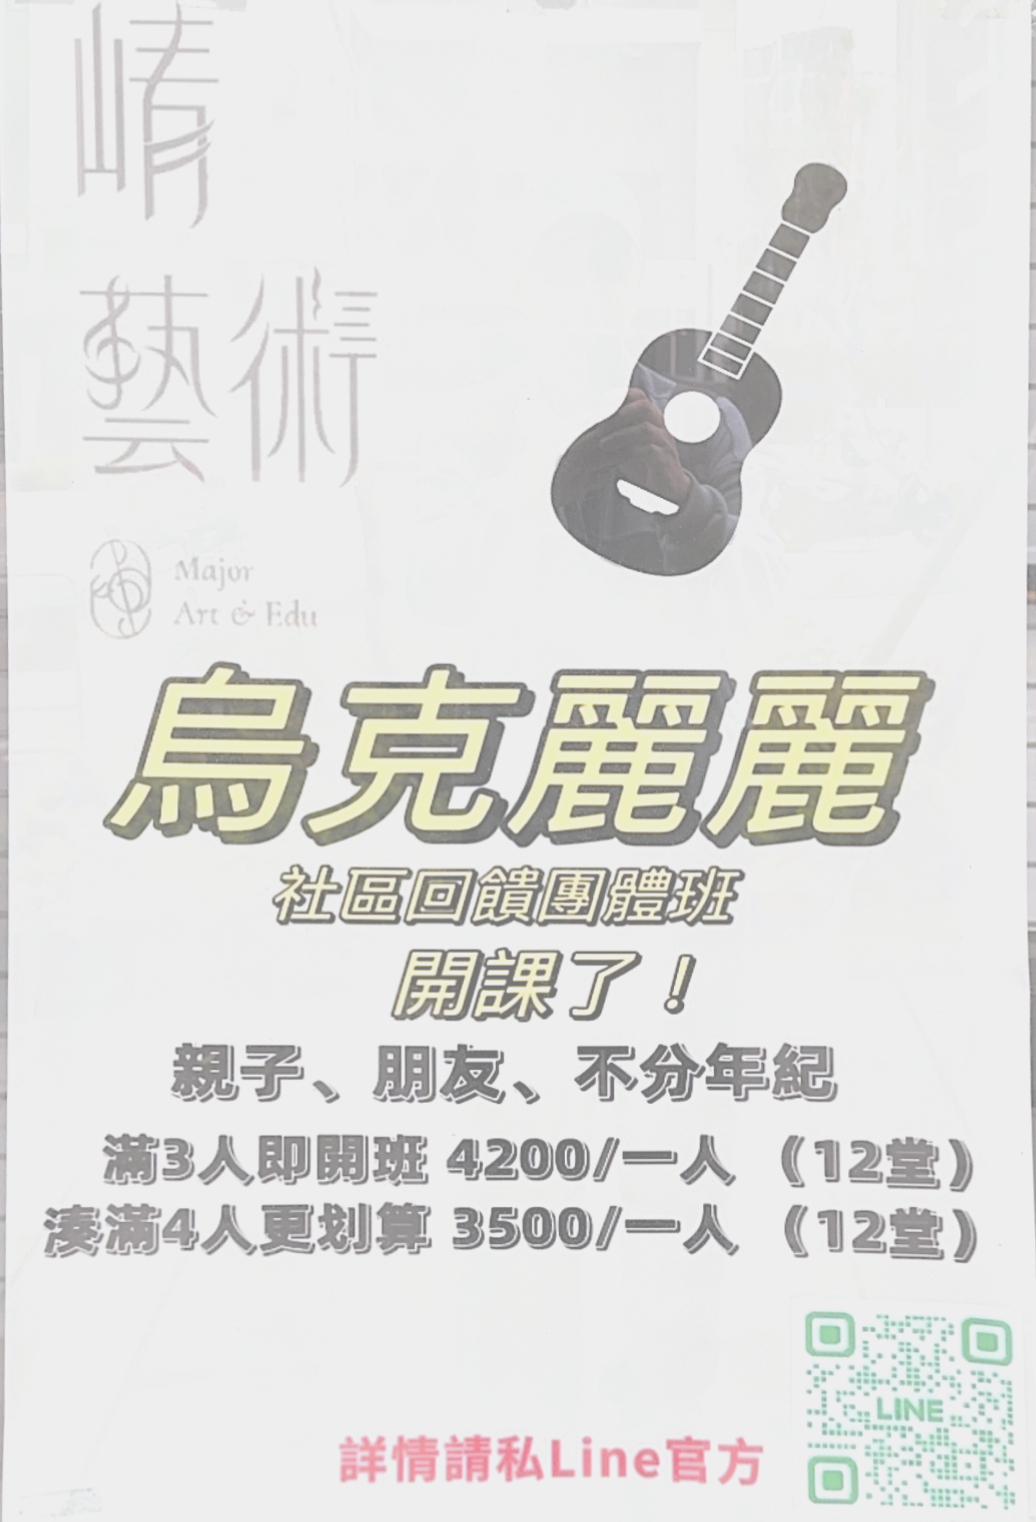 崝
藝術
Major
Art & Edu
烏克麗麗
社區回饋團體班
開課了！
親子、朋友、不分年紀
滿3人即開班 4200/一人 （12堂）
湊滿4人更划算 3500/一人 （12堂）
LINE
詳情請私Line官方